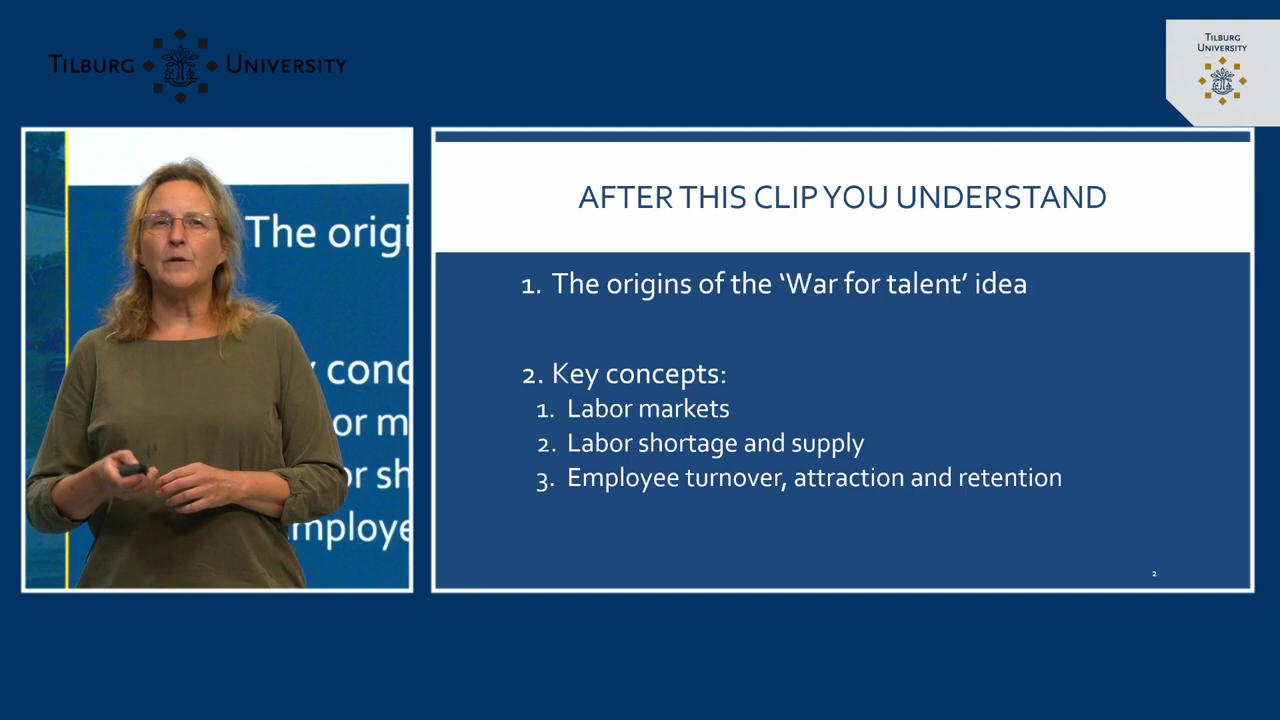 TILBURG UNIVERSITY
TILBURG
UNIVERSITY
The origi
conc
or m
or sh
mploye
AFTER THIS CLIP YOU UNDERSTAND
1. The origins of the ‘War for talent’ idea
2. Key concepts:
1. Labor markets
2. Labor shortage and supply
3. Employee turnover, attraction and retention
2